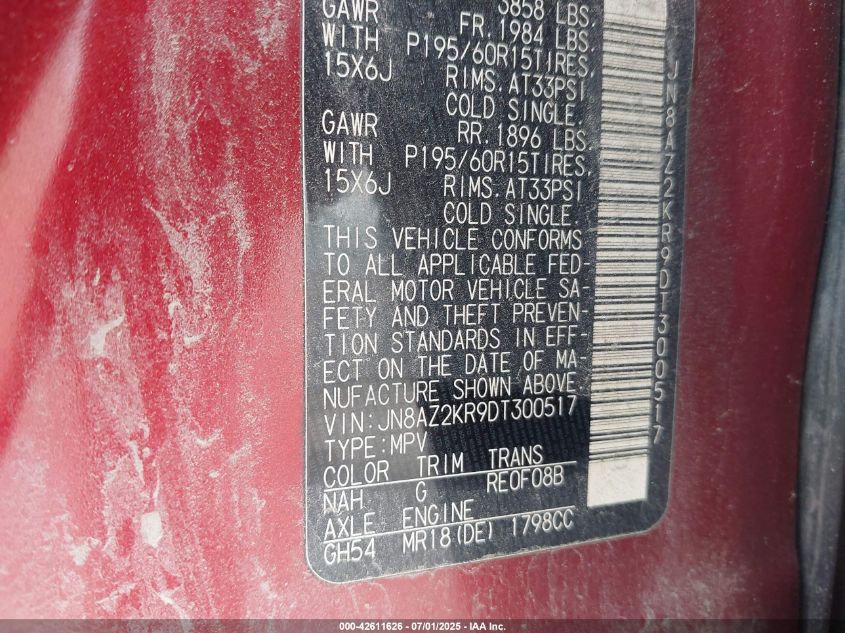 GAWR 3858 LBS.
FR. 1984 LBS.
WITH P195/60R15TIRES,
15X6J RIMS. AT33PSI
COLD SINGLE.
GAWR RR. 1896 LBS.
WITH P195/60R15TIRES,
15X6J RIMS. AT33PSI
COLD SINGLE.
THIS VEHICLE CONFORMS
TO ALL APPLICABLE FED-
ERAL MOTOR VEHICLE SA-
FETY AND THEFT PREVEN-
TION STANDARDS IN EFF-
ECT ON THE DATE OF MA-
NUFACTURE SHOWN ABOVE.
VIN:JN8AZ2KR9DT300517
TYPE:MPV
COLOR TRIM TRANS
NAH G RE0F08B
AXLE ENGINE
GH54 MR18(DE) 1798CC
JN8AZ2KR9DT300517
000-42611626 - 07/01/2025 - IAA Inc.